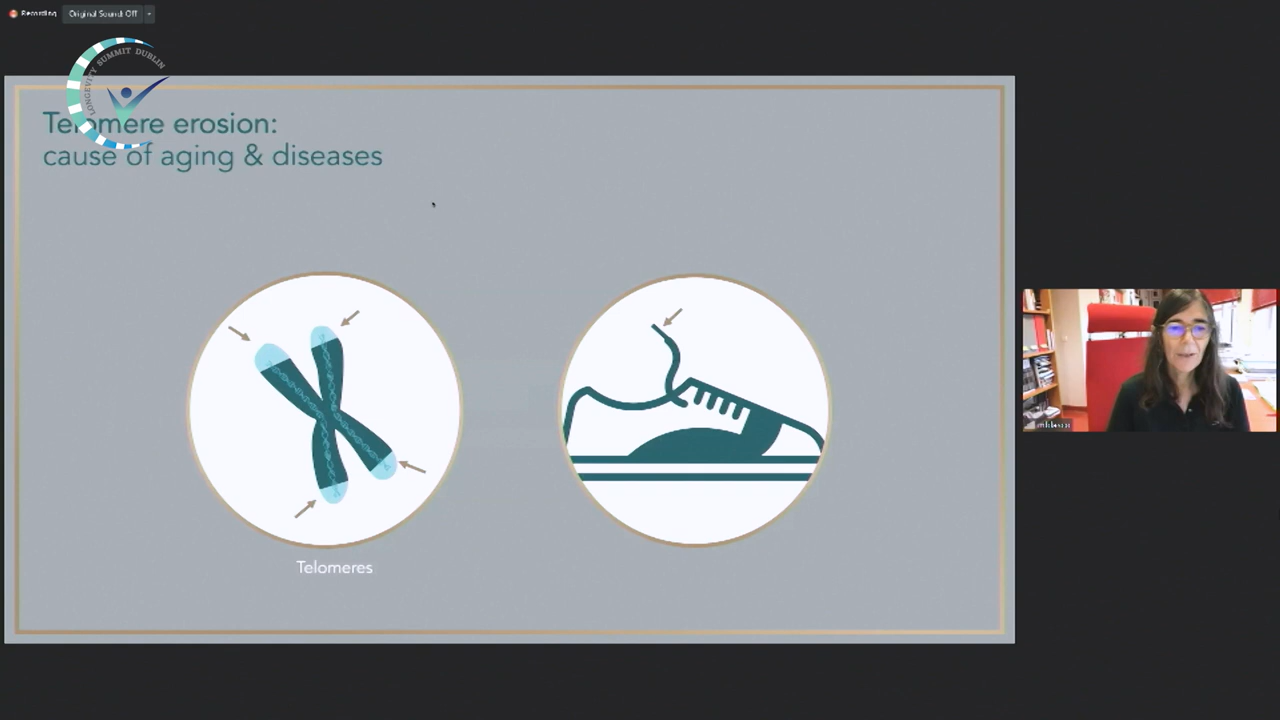 Recording
Original Sound: Off
LONGEVITY SUMMIT DUBLIN
Telomere erosion:
cause of aging & diseases
Telomeres